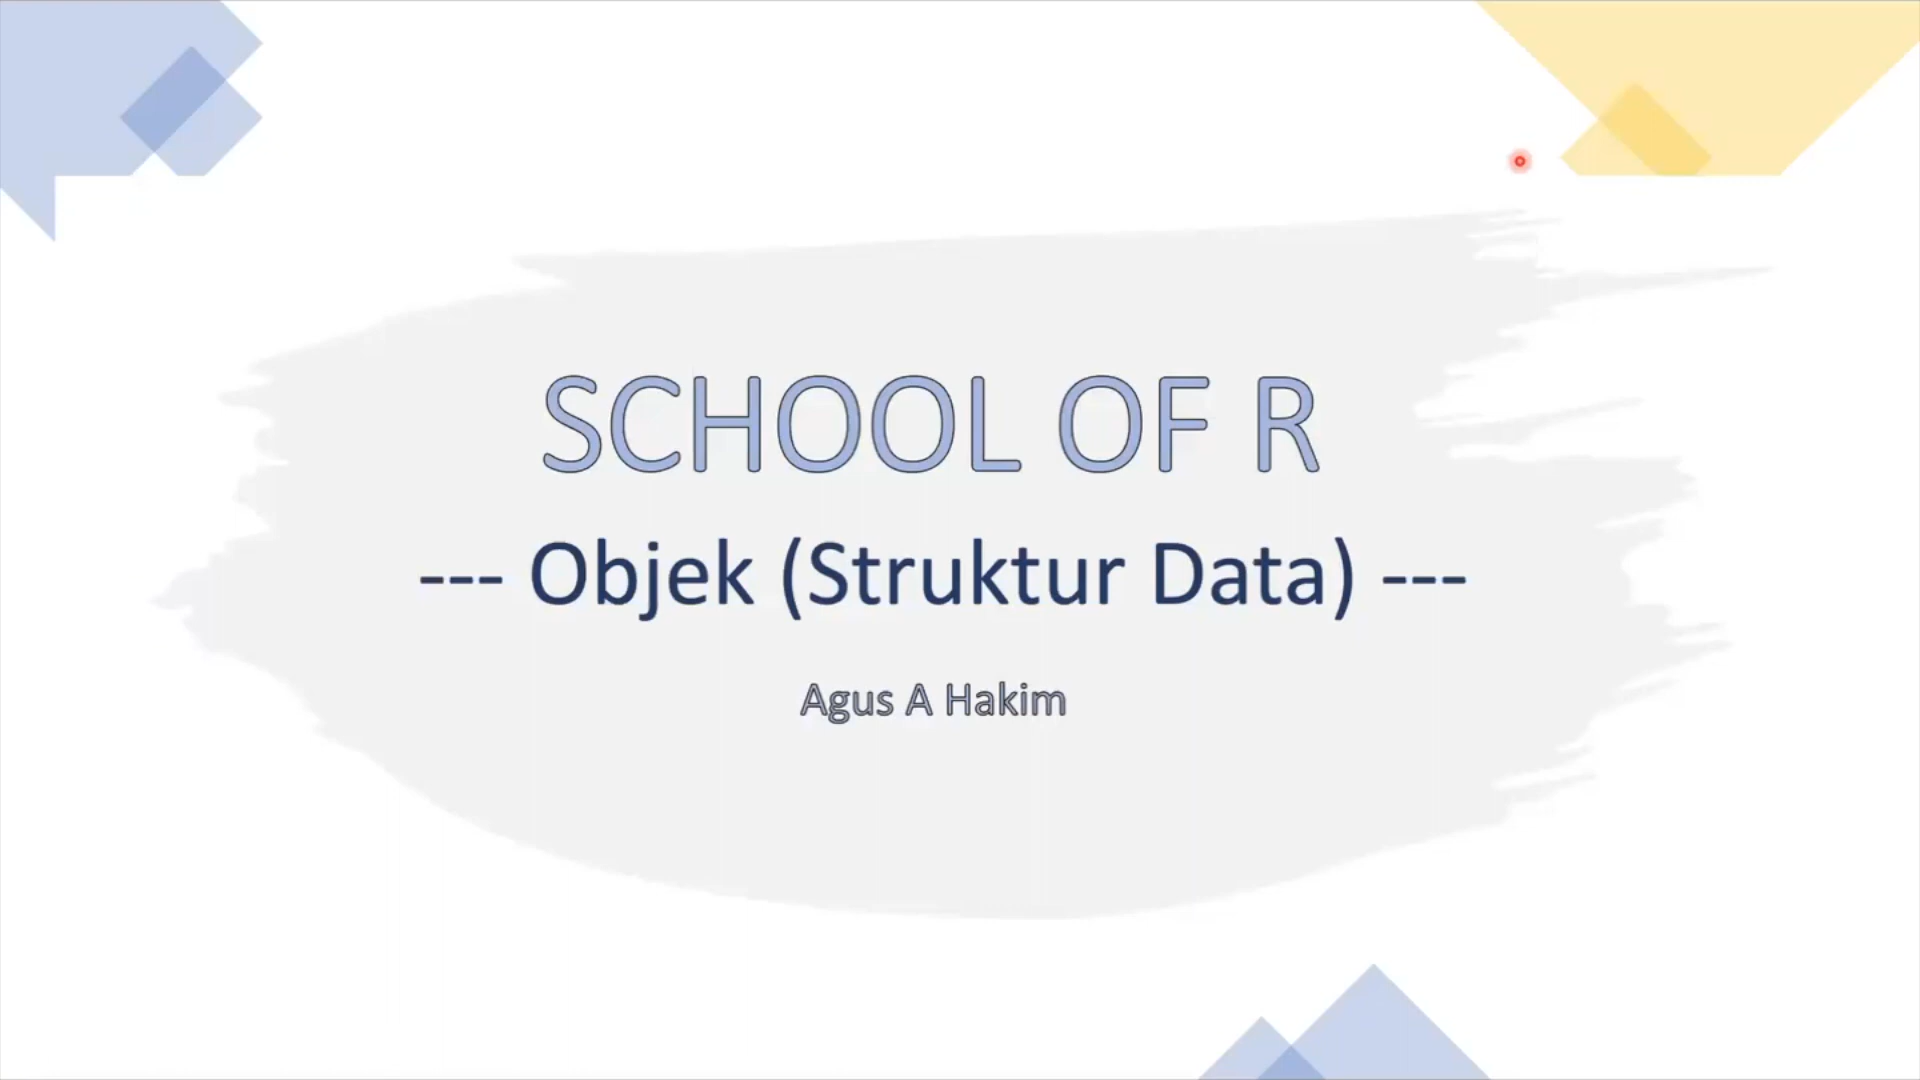 SCHOOL OF R
--- Objek (Struktur Data) ---
Agus A Hakim